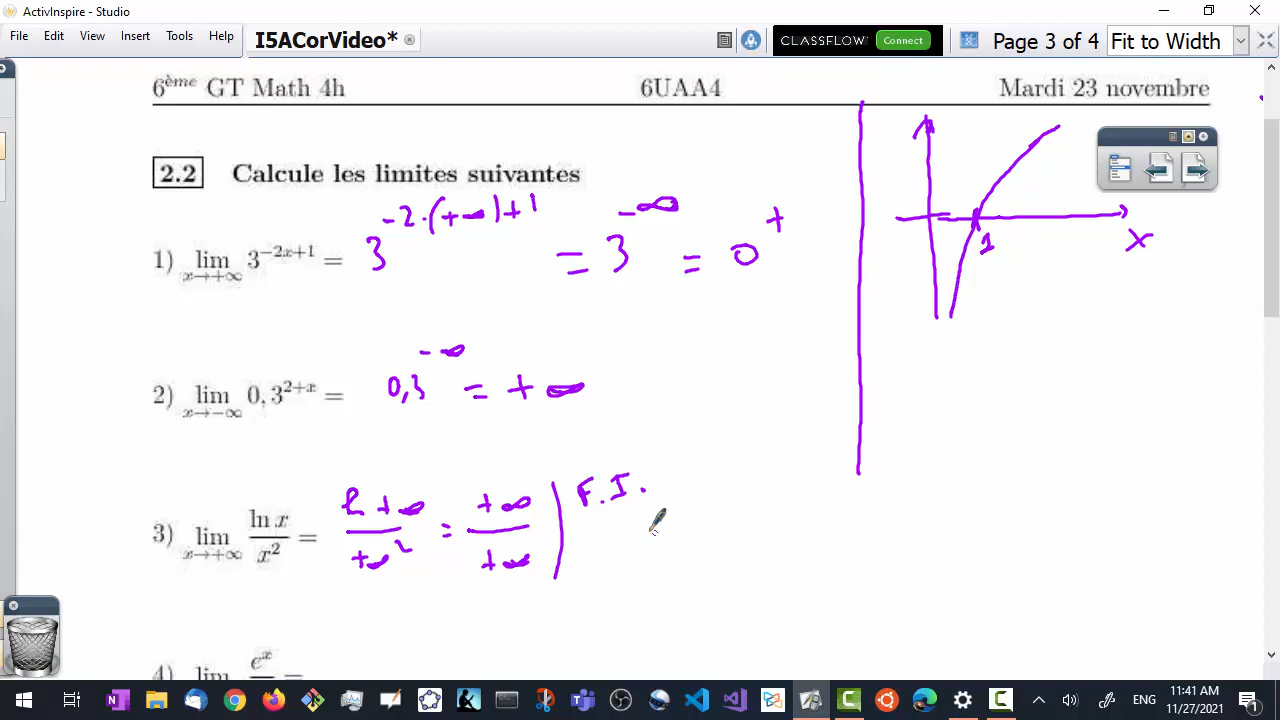 ActivInspire - Studio
File Edit View Insert Tools Help
I5ACorVideo*
CLASSFLOW Connect
Page 3 of 4
Fit to Width
6ème GT Math 4h 6UAA4 Mardi 23 novembre
2.2 Calcule les limites suivantes
1) lim x→+∞ 3^{-2x+1} = 3^{-2·(+∞)+1} = 3^{-∞} = 0^+
2) lim x→-∞ 0,3^{2+x} = 0,3^{-∞} = +∞
3) lim x→+∞ ln x / x² = ln +∞ / +∞² = +∞ / +∞ | F.I.
4) lim e^x =
1
X
ENG
11:41 AM
11/27/2021
1